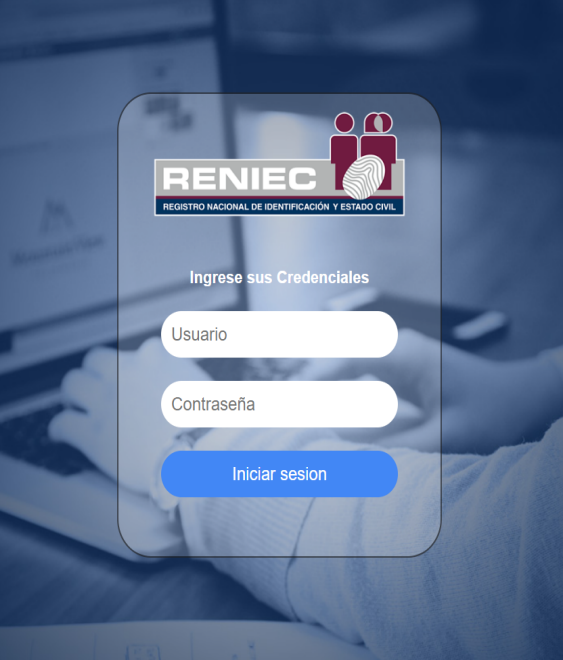 RENIEC
REGISTRO NACIONAL DE IDENTIFICACIÓN Y ESTADO CIVIL
Ingrese sus Credenciales
Usuario
Contraseña
Iniciar sesion